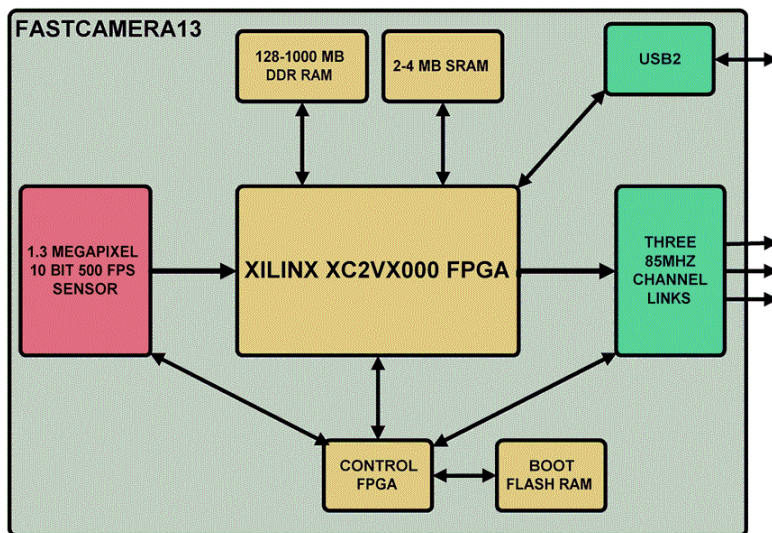 FASTCAMERA13
128-1000 MB
DDR RAM
2-4 MB SRAM
USB2
1.3 MEGAPIXEL
10 BIT 500 FPS
SENSOR
XILINX XC2VX000 FPGA
THREE
85MHZ
CHANNEL
LINKS
CONTROL
FPGA
BOOT
FLASH RAM